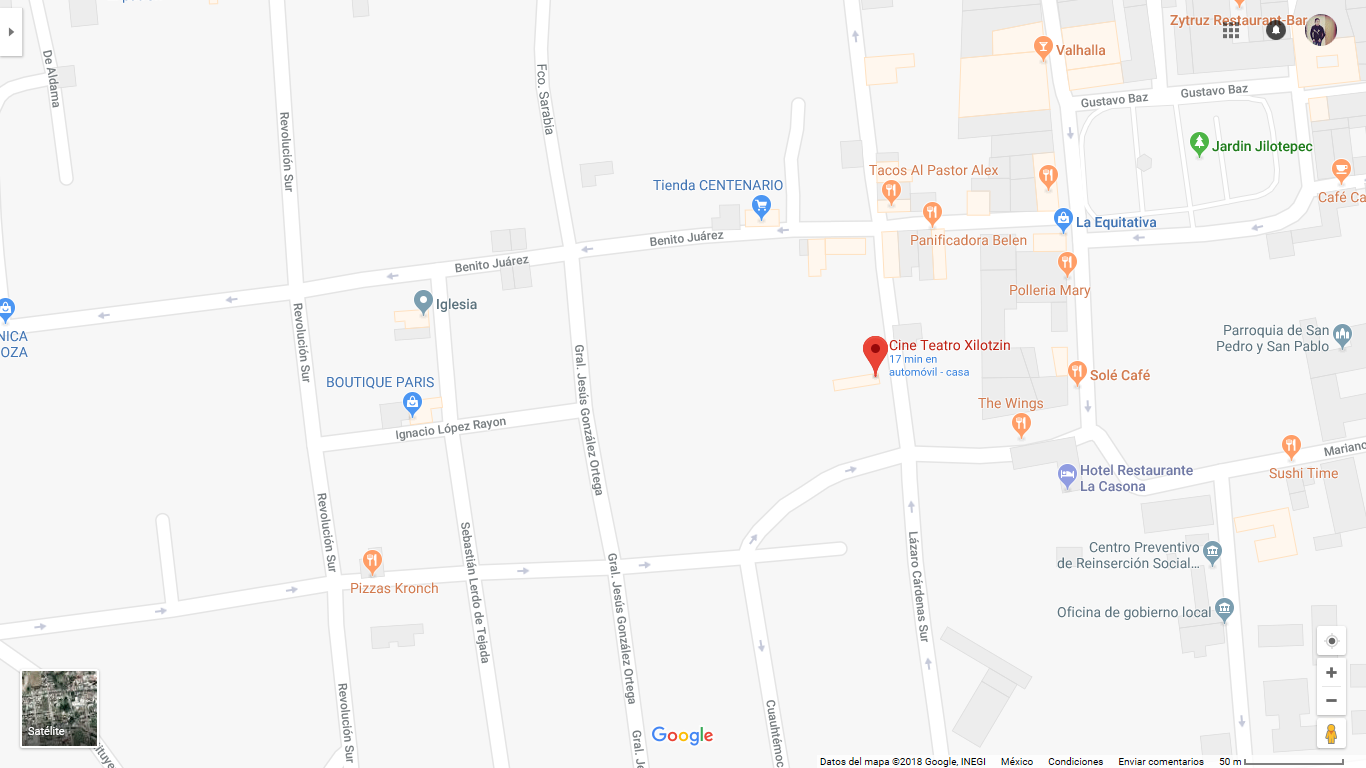 Zytruz Restaurant-Bar
De Aldama
Valhalla
Fco. Sarabia
Gustavo Baz
Gustavo Baz
Revolución Sur
Jardin Jilotepec
Tacos Al Pastor Alex
Tienda CENTENARIO
Café Ca
La Equitativa
Benito Juárez
Panificadora Belen
Benito Juárez
Polleria Mary
Iglesia
NICA
OZA
Revolución Sur
Parroquia de San
Pedro y San Pablo
Cine Teatro Xilotzin
17 min en
automóvil - casa
Gral. Jesús González Ortega
BOUTIQUE PARIS
Solé Café
The Wings
Ignacio López Rayon
Mariano
Hotel Restaurante
La Casona
Sushi Time
Revolución Sur
Sebastián Lerdo de Tejada
Lázaro Cárdenas Sur
Centro Preventivo
de Reinserción Social...
Pizzas Kronch
Gral. Jesús González Ortega
Oficina de gobierno local
Revolución Sur
Cuauhtémoc
Satélite
ituye
Gral.
Google
Datos del mapa ©2018 Google, INEGI México Condiciones Enviar comentarios 50 m